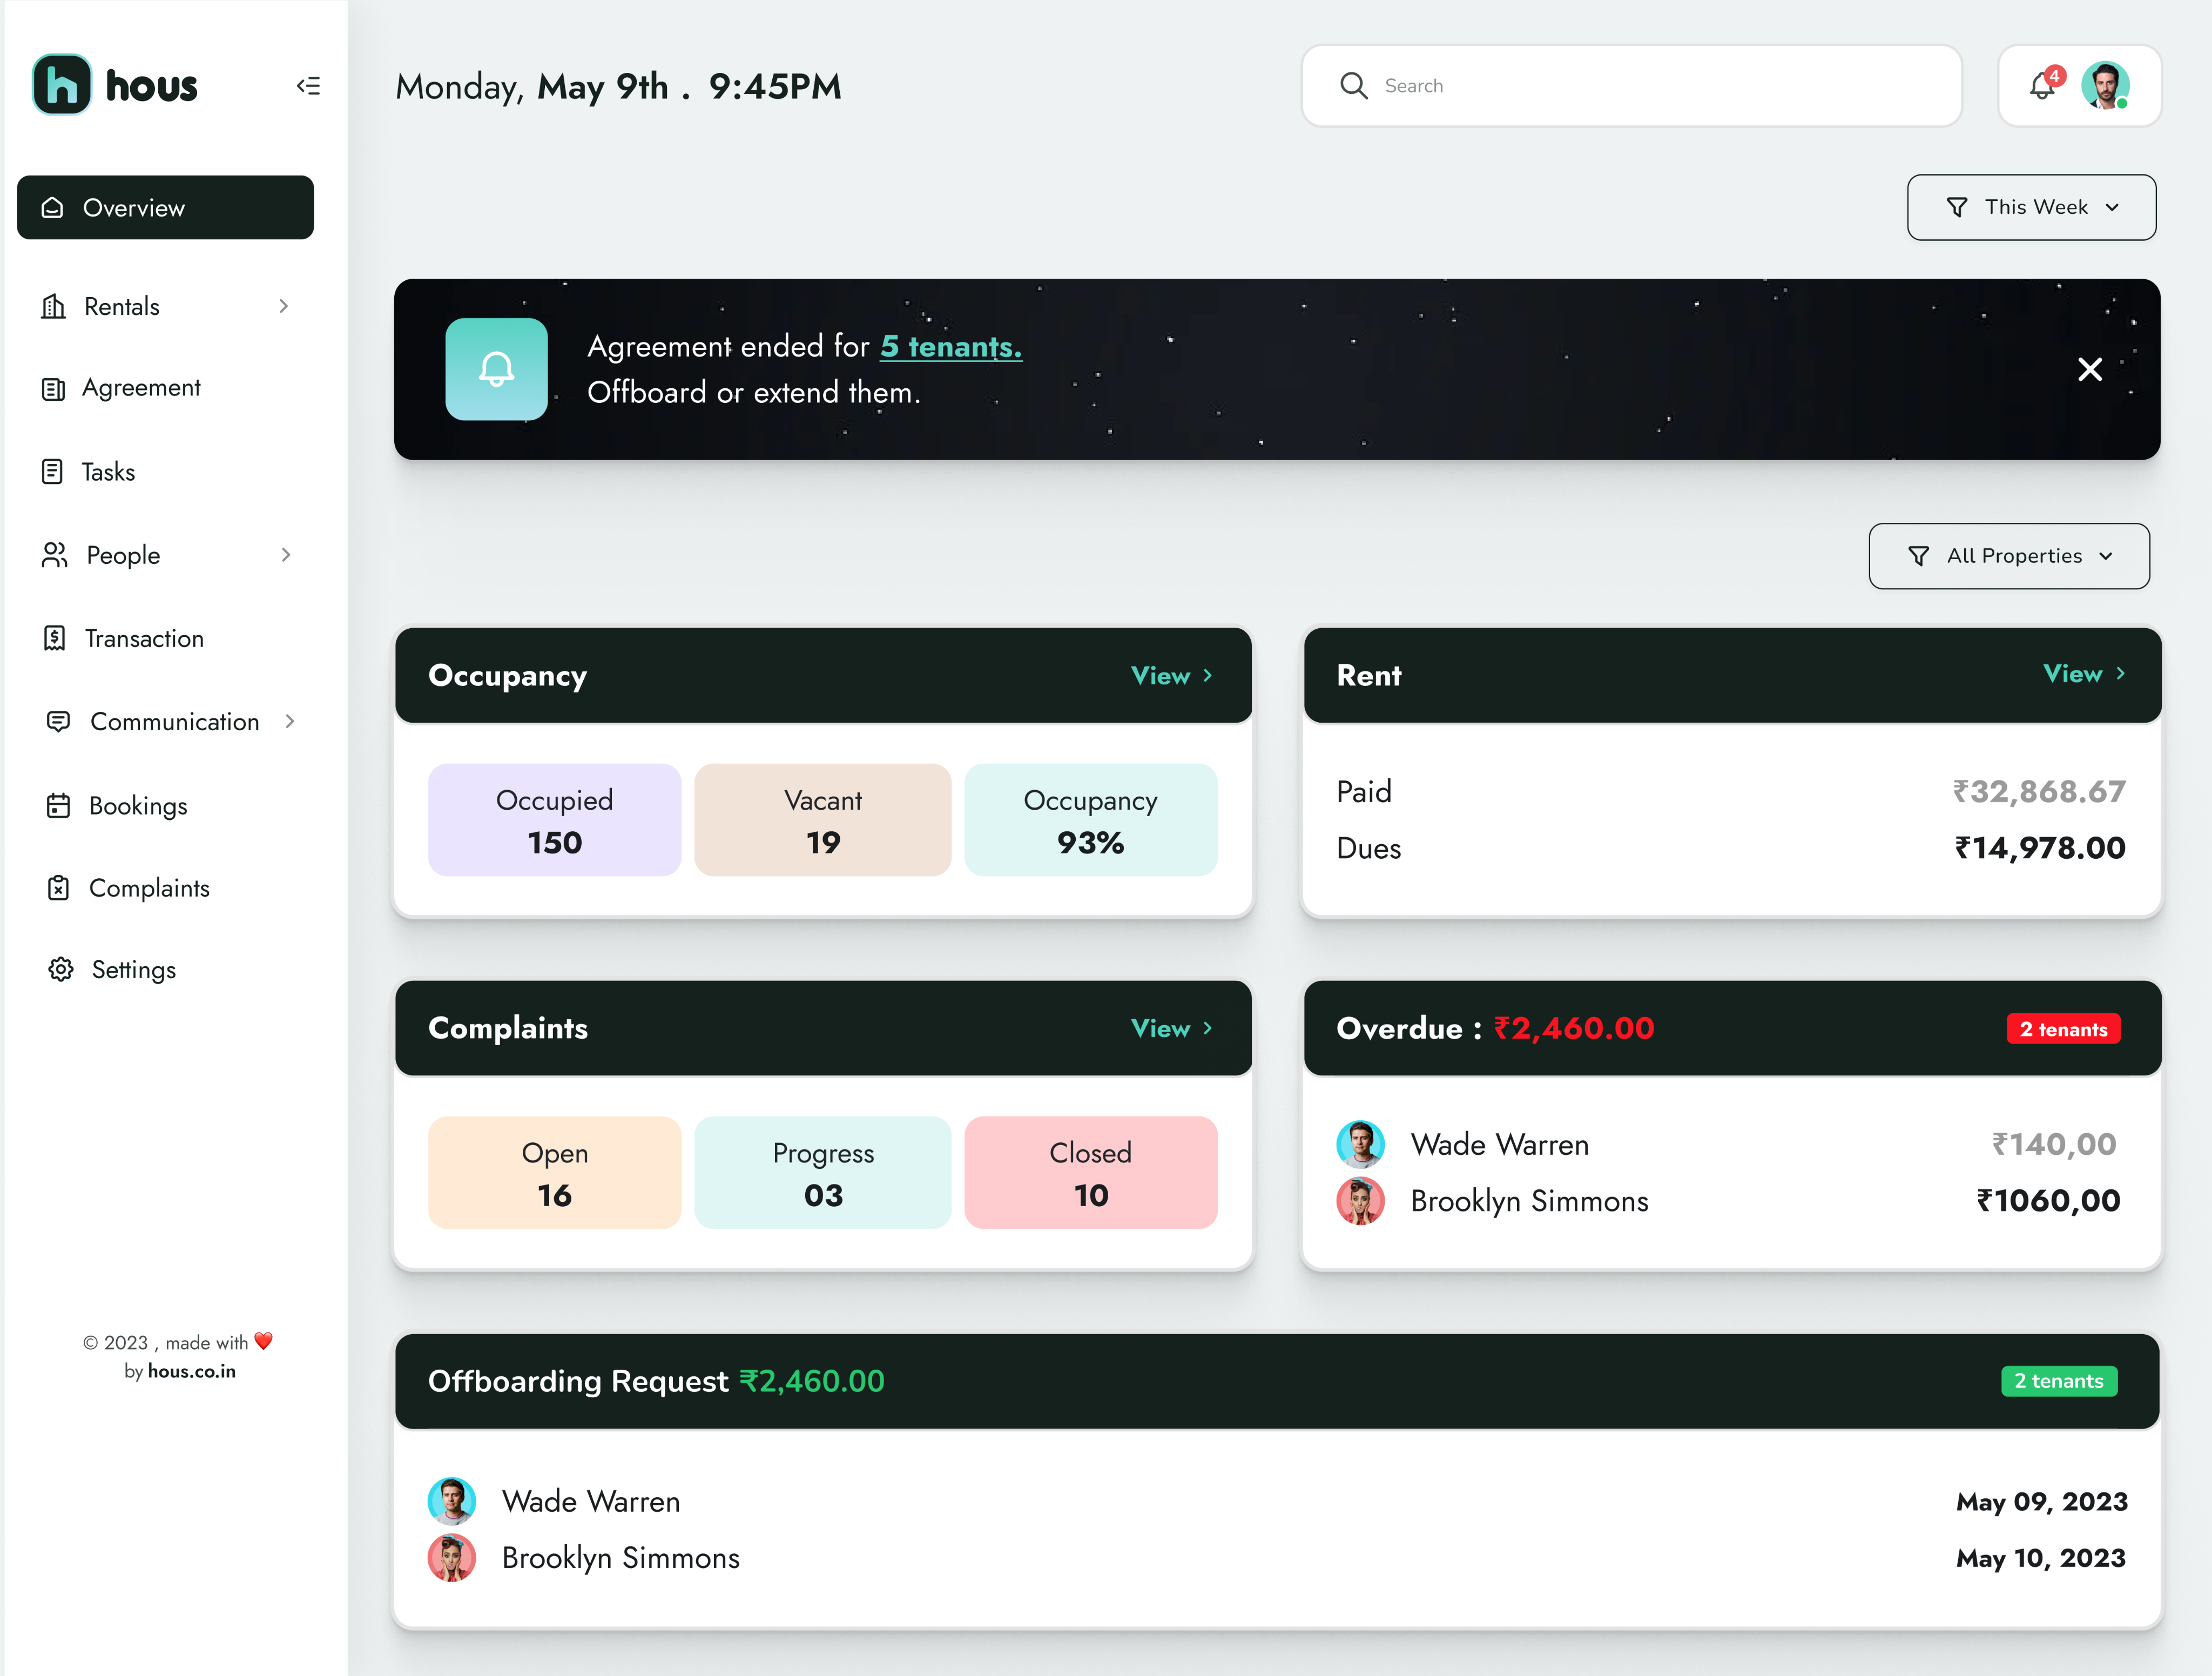 hous
Monday, May 9th . 9:45PM
Search
4
Overview
This Week
Rentals
Agreement ended for 5 tenants.
Offboard or extend them.
Agreement
Tasks
People
All Properties
Transaction
Communication
Bookings
Complaints
Settings
Occupancy View
Occupied Vacant Occupancy
150 19 93%
Rent View
Paid ₹32,868.67
Dues ₹14,978.00
Complaints View
Open Progress Closed
16 03 10
Overdue : ₹2,460.00 2 tenants
Wade Warren ₹140,00
Brooklyn Simmons ₹1060,00
Offboarding Request ₹2,460.00 2 tenants
Wade Warren May 09, 2023
Brooklyn Simmons May 10, 2023
© 2023 , made with ❤️
by hous.co.in